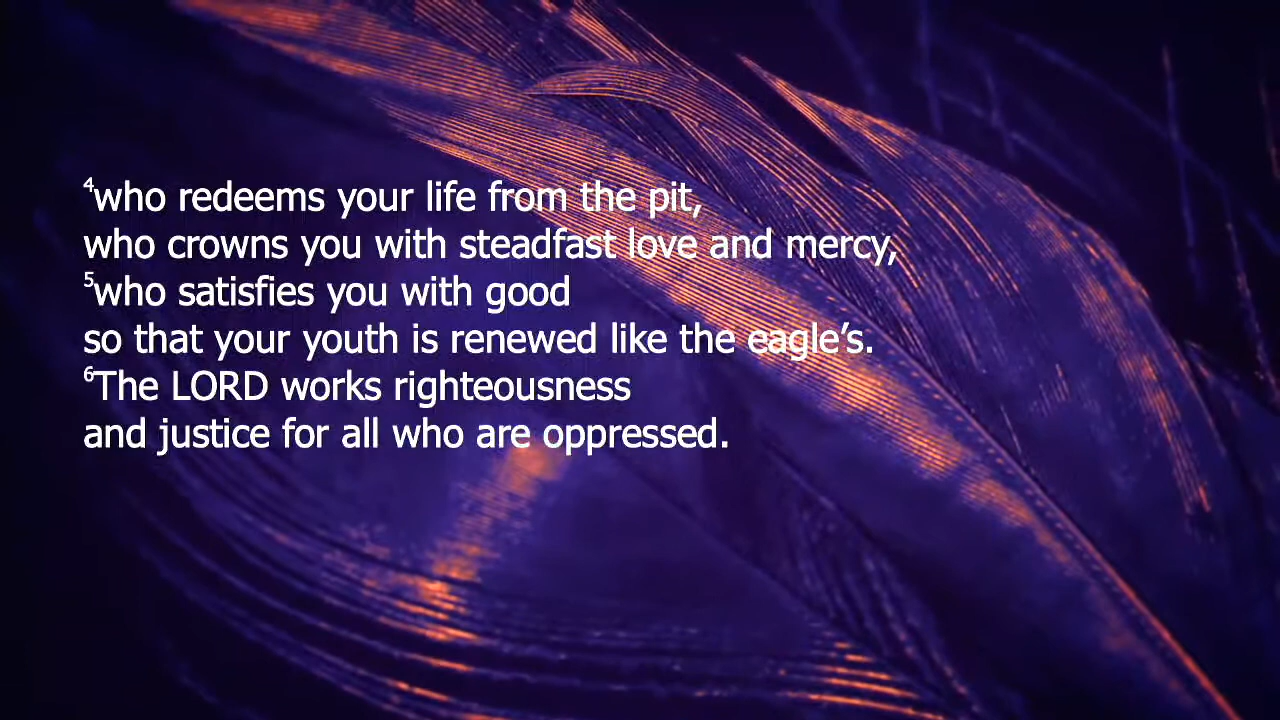 ⁴who redeems your life from the pit,
who crowns you with steadfast love and mercy,
⁵who satisfies you with good
so that your youth is renewed like the eagle’s.
⁶The LORD works righteousness
and justice for all who are oppressed.